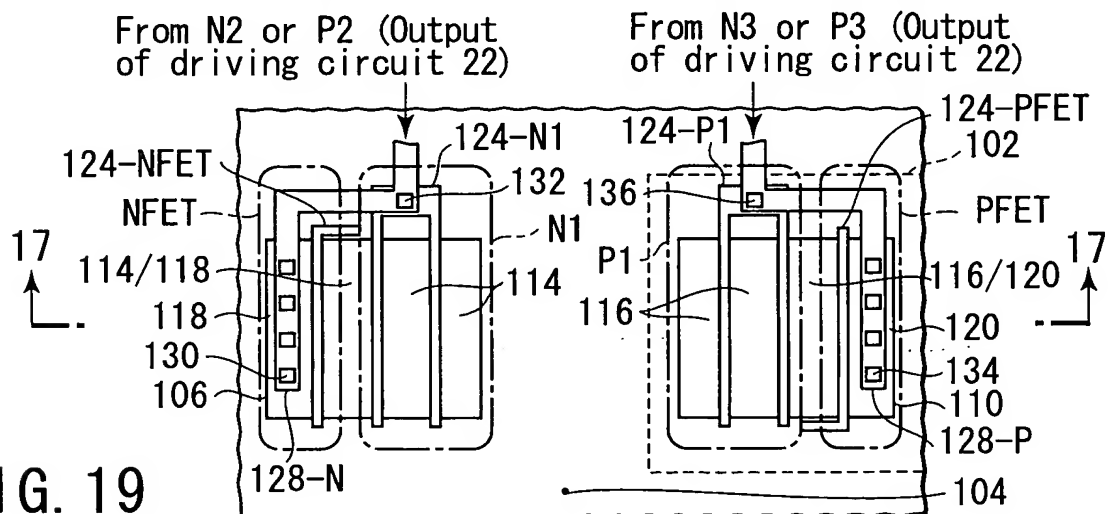 From N2 or P2 (Output
of driving circuit 22)
From N3 or P3 (Output
of driving circuit 22)
124-PFET
124-N1
124-P1
102
124-NFET
132
136
NFET
PFET
N1
P1
17
17
114/118
114
116/120
116
118
120
130
134
106
110
128-N
128-P
104
IG. 19